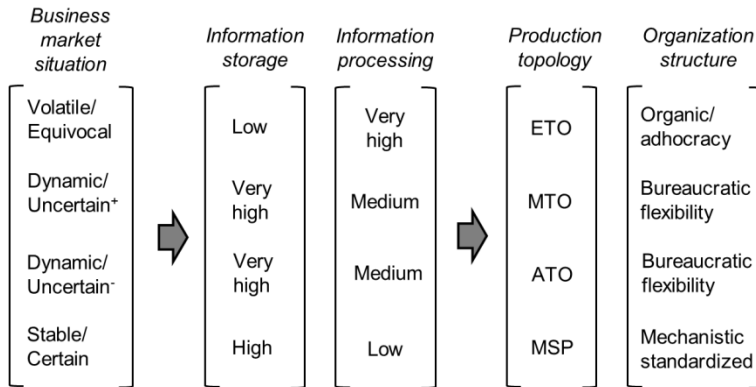 Business
market
situation
Information
storage
Information
processing
Production
topology
Organization
structure
Volatile/
Equivocal
Low
Very
high
ETO
Organic/
adhocracy
Dynamic/
Uncertain⁺
Very
high
Medium
MTO
Bureaucratic
flexibility
Dynamic/
Uncertain⁻
Very
high
Medium
ATO
Bureaucratic
flexibility
Stable/
Certain
High
Low
MSP
Mechanistic
standardized